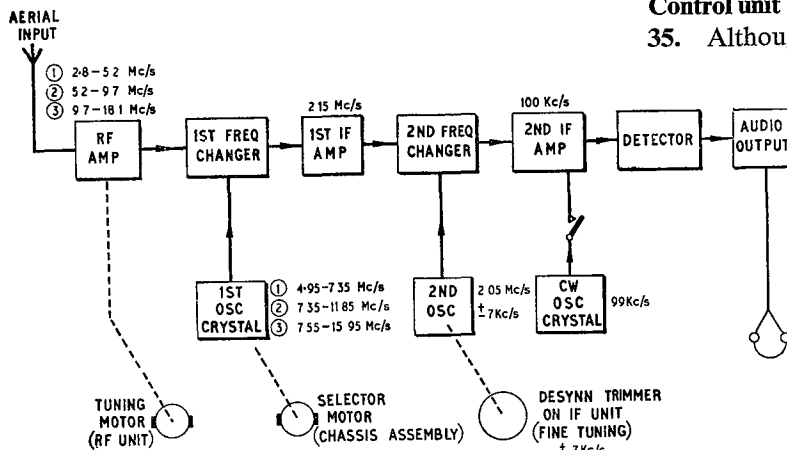 Control unit
35. Althou
AERIAL
INPUT
① 2·8-5·2 Mc/s
② 5·2-9·7 Mc/s
③ 9·7-18·1 Mc/s
RF
AMP
1ST FREQ
CHANGER
2·15 Mc/s
1ST IF
AMP
2ND FREQ
CHANGER
100 Kc/s
2ND IF
AMP
DETECTOR
AUDIO
OUTPUT
1ST
OSC
CRYSTAL
① 4·95-7·35 Mc/s
② 7·35-11·85 Mc/s
③ 7·55-15·95 Mc/s
2ND
OSC
2·05 Mc/s
±7Kc/s
CW
OSC
CRYSTAL
99Kc/s
TUNING
MOTOR
(RF UNIT)
SELECTOR
MOTOR
(CHASSIS ASSEMBLY)
DESYNN TRIMMER
ON IF UNIT
(FINE TUNING)
±7Kc/s